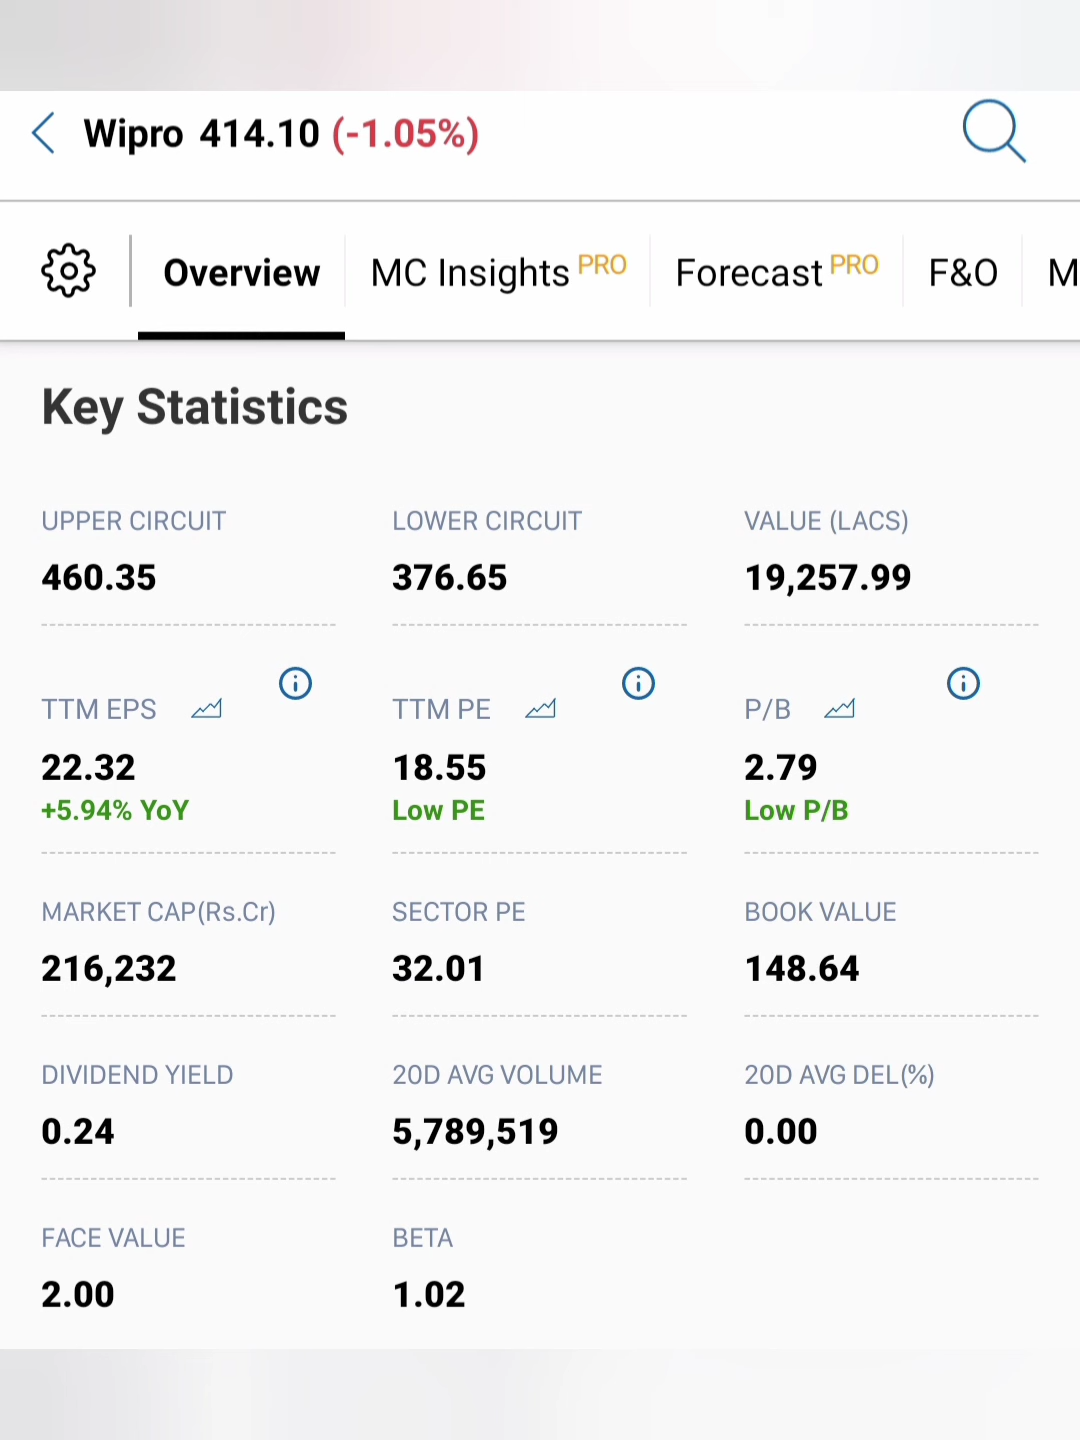 Wipro 414.10 (-1.05%)
Overview MC Insights PRO Forecast PRO F&O M
Key Statistics
UPPER CIRCUIT LOWER CIRCUIT VALUE (LACS)
460.35 376.65 19,257.99
TTM EPS TTM PE P/B
22.32 18.55 2.79
+5.94% YoY Low PE Low P/B
MARKET CAP(Rs.Cr) SECTOR PE BOOK VALUE
216,232 32.01 148.64
DIVIDEND YIELD 20D AVG VOLUME 20D AVG DEL(%)
0.24 5,789,519 0.00
FACE VALUE BETA
2.00 1.02